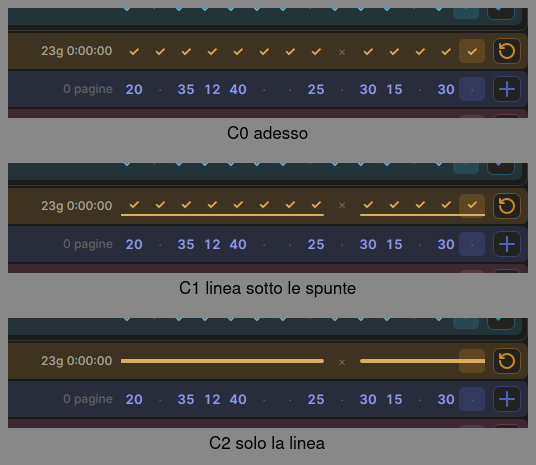 23g 0:00:00 ×
0 pagine 20 · 35 12 40 · · 25 · 30 15 · 30 · +
C0 adesso
23g 0:00:00 ×
0 pagine 20 · 35 12 40 · · 25 · 30 15 · 30 · +
C1 linea sotto le spunte
23g 0:00:00 ×
0 pagine 20 · 35 12 40 · · 25 · 30 15 · 30 · +
C2 solo la linea